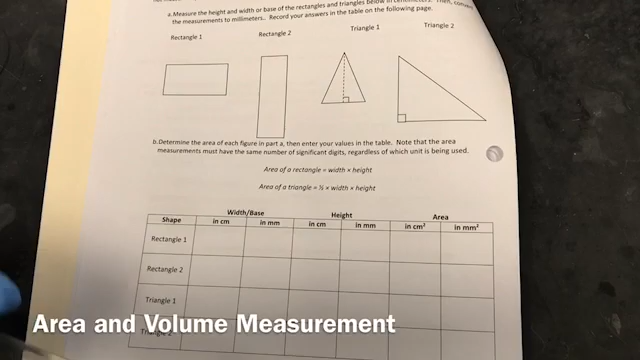 a. Measure the height and width or base of the rectangles and triangles below in
the measurements to millimeters.. Record your answers in the table on the following page.
Rectangle 1 Rectangle 2 Triangle 1 Triangle 2
b. Determine the area of each figure in part a, then enter your values in the table. Note that the area
measurements must have the same number of significant digits, regardless of which unit is being used.
Area of a rectangle = width × height
Area of a triangle = ½ × width × height
Width/Base Height Area
Shape in cm in mm in cm in mm in cm² in mm²
Rectangle 1
Rectangle 2
Triangle 1
Triangle 2
Area and Volume Measurement